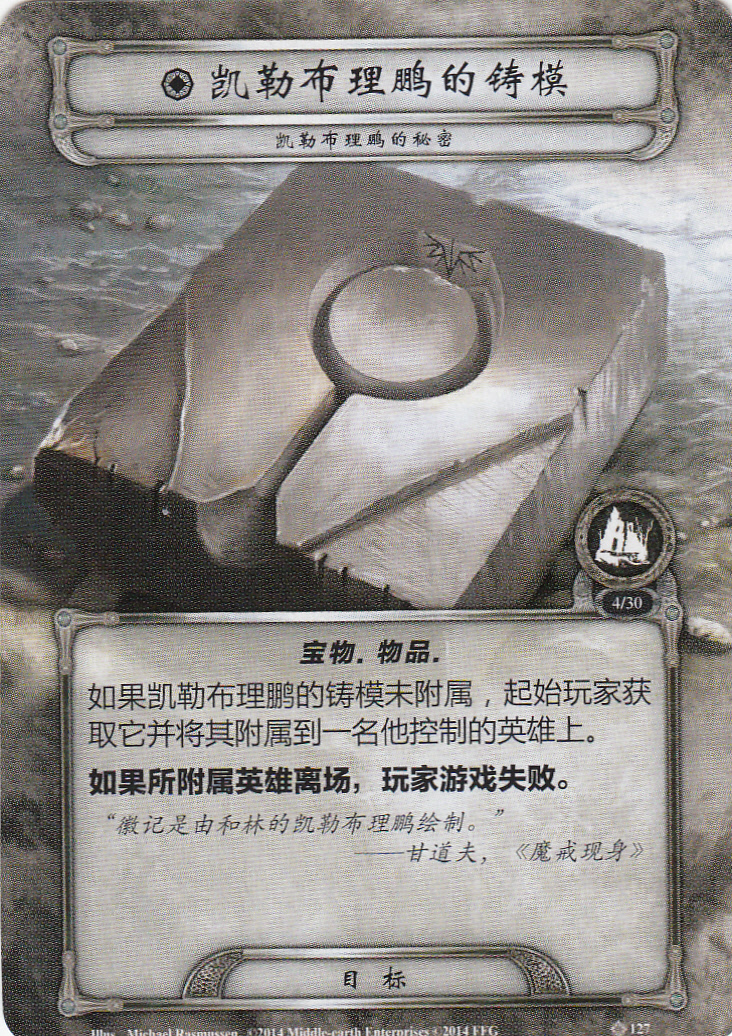 凯勒布理鹏的铸模
凯勒布理鹏的秘密
4/30
宝物. 物品.
如果凯勒布理鹏的铸模未附属，起始玩家获
取它并将其附属到一名他控制的英雄上。
如果所附属英雄离场，玩家游戏失败。
“徽记是由和林的凯勒布理鹏绘制。”
——甘道夫，《魔戒现身》
目标
Illus. Michael Rasmussen ©2014 Middle-earth Enterprises ©2014 FFG
127